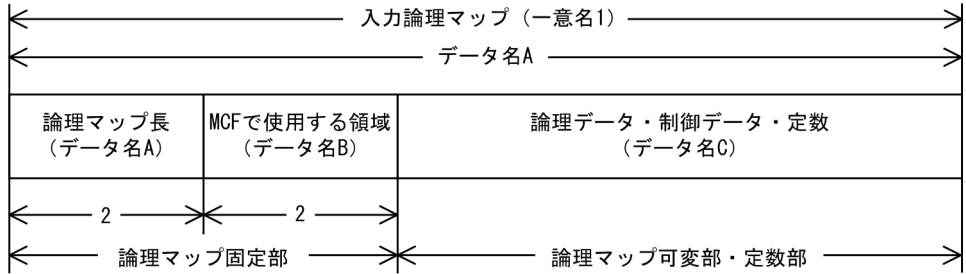 入力論理マップ（一意名1）
データ名A
論理マップ長
（データ名A）
MCFで使用する領域
（データ名B）
論理データ・制御データ・定数
（データ名C）
2
2
論理マップ固定部
論理マップ可変部・定数部